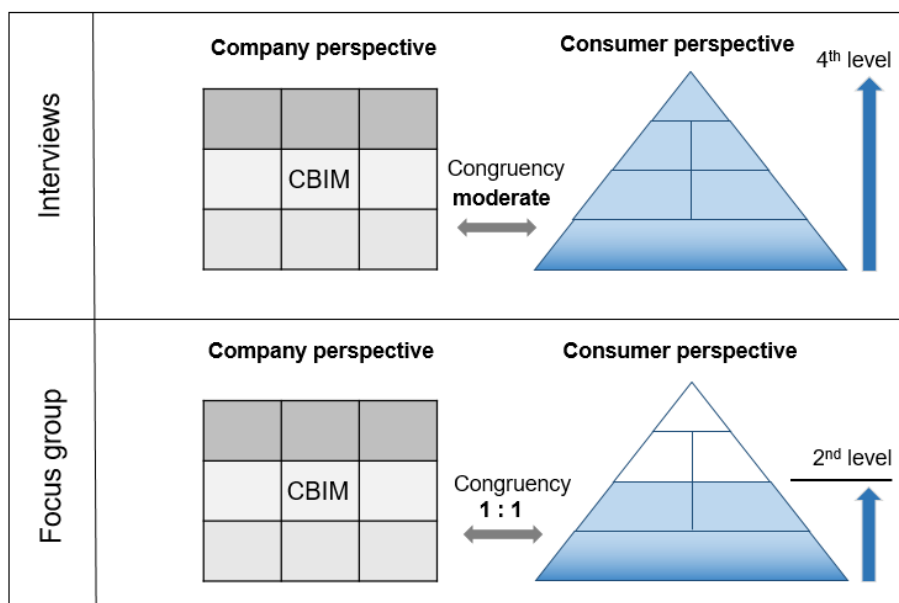 Interviews
Company perspective
Consumer perspective
4th level
CBIM
Congruency
moderate
Focus group
Company perspective
Consumer perspective
2nd level
CBIM
Congruency
1 : 1